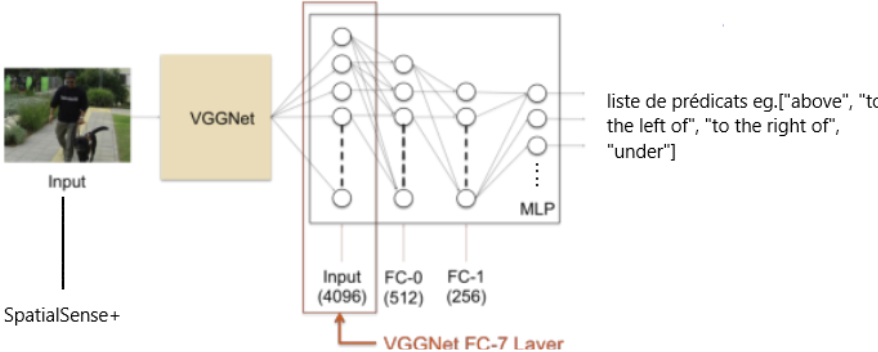 VGGNet
Input
SpatialSense+
MLP
Input
(4096)
FC-0
(512)
FC-1
(256)
VGGNet FC-7 Layer
liste de prédicats eg.["above", "to
the left of", "to the right of",
"under"]